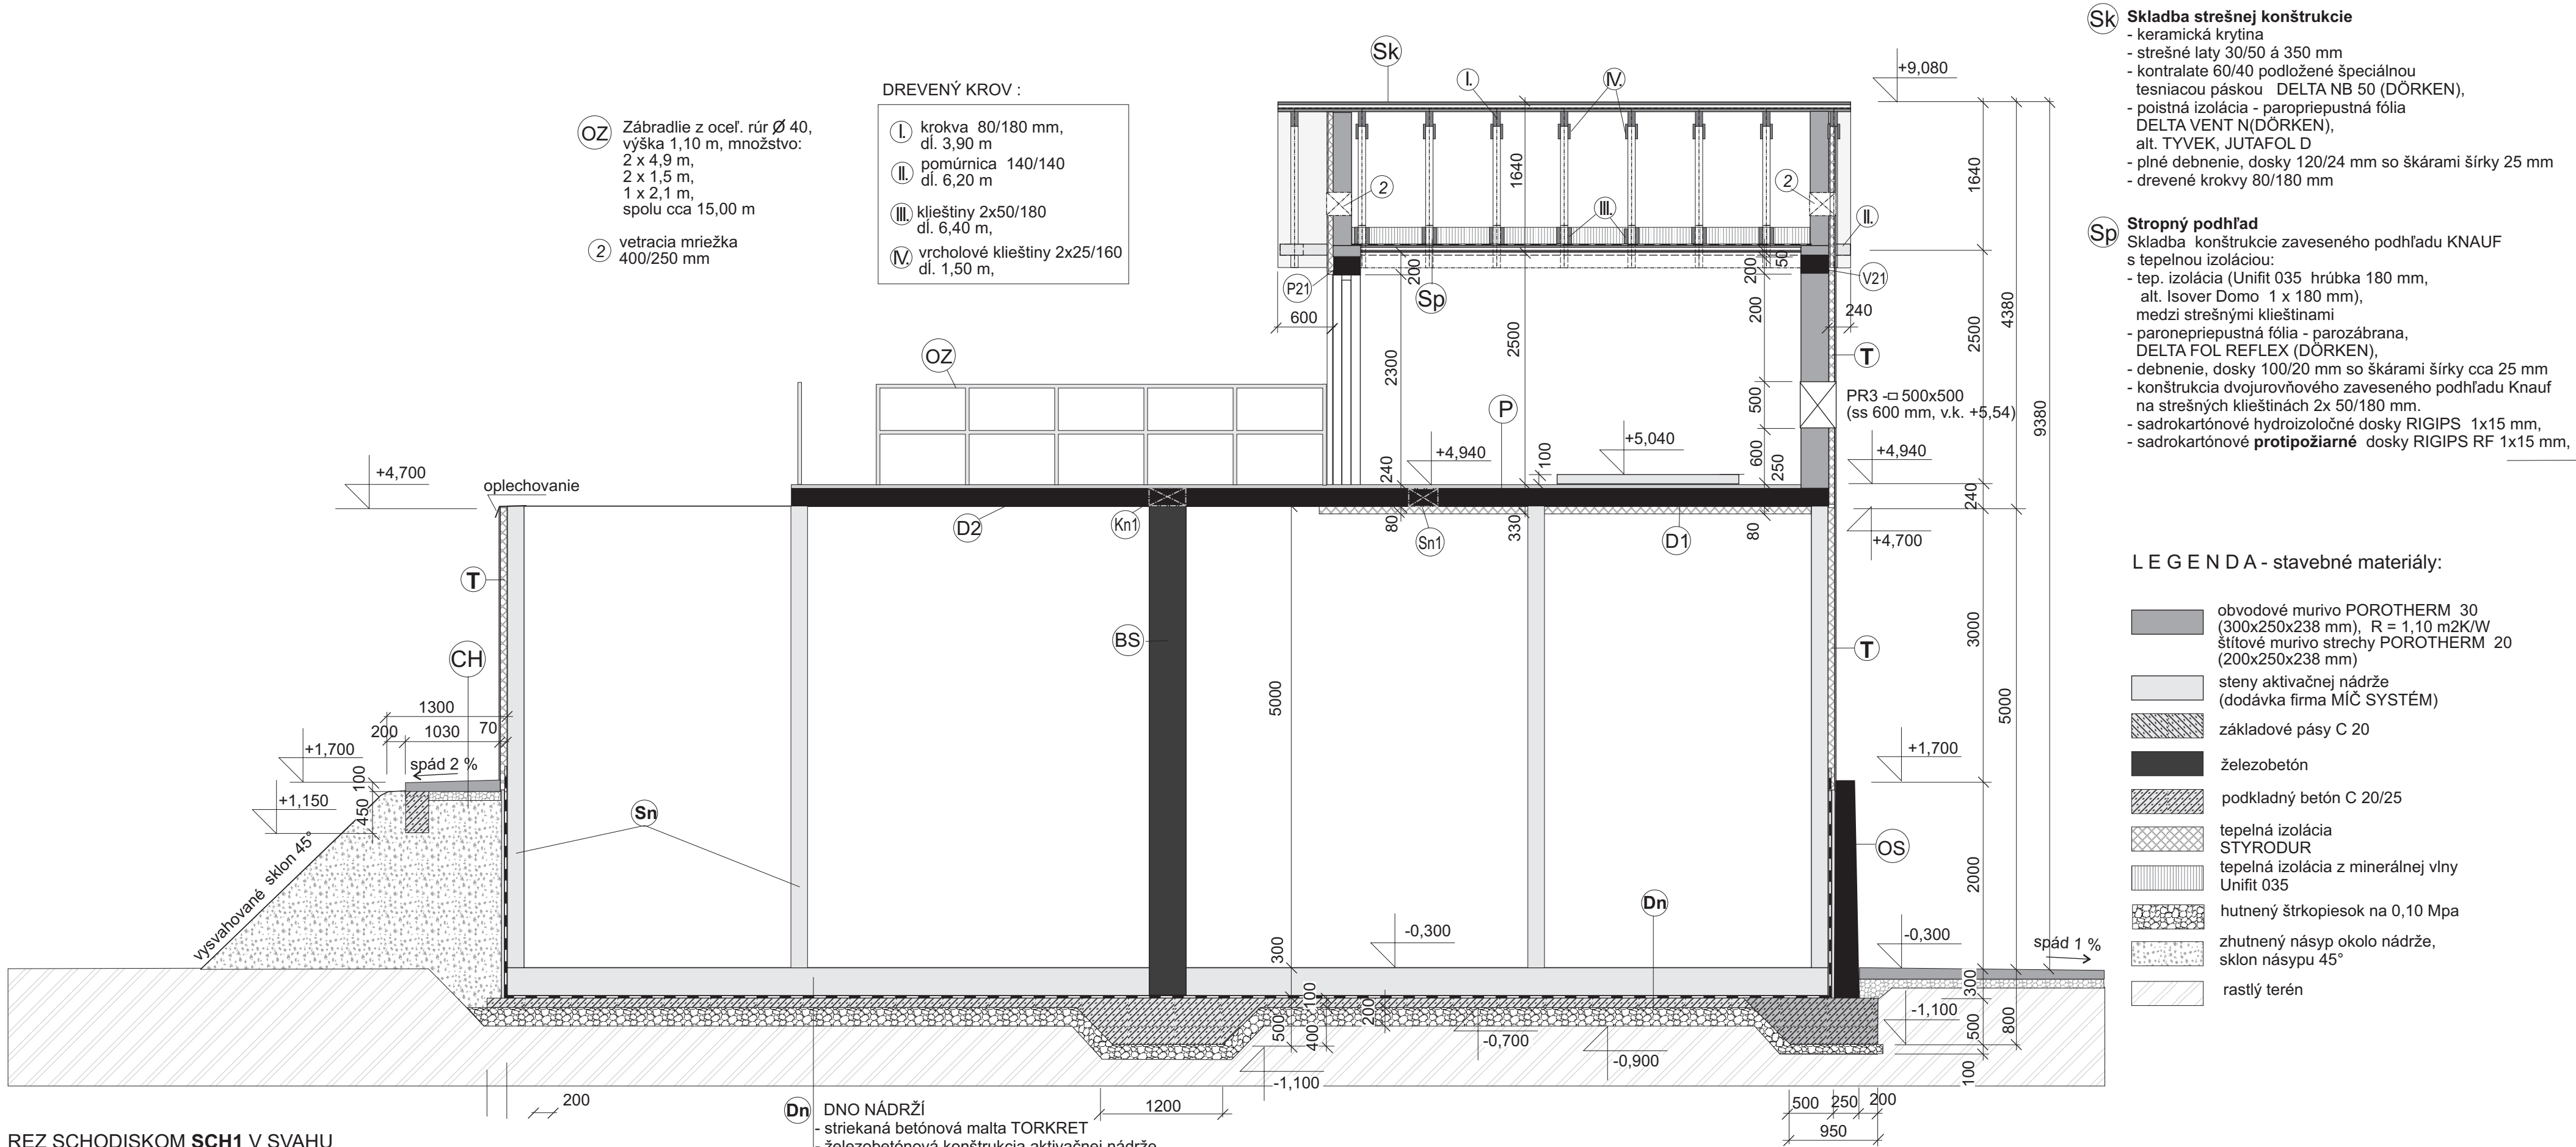 OZ
Zábradlie z oceľ. rúr Ø 40,
výška 1,10 m, množstvo:
2 x 4,9 m,
2 x 1,5 m,
1 x 2,1 m,
spolu cca 15,00 m
2
vetracia mriežka
400/250 mm
DREVENÝ KROV :
I.
krokva 80/180 mm,
dĺ. 3,90 m
II.
pomúrnica 140/140
dĺ. 6,20 m
III.
klieštiny 2x50/180
dĺ. 6,40 m,
IV.
vrcholové klieštiny 2x25/160
dĺ. 1,50 m,
Sk
Skladba strešnej konštrukcie
- keramická krytina
- strešné laty 30/50 á 350 mm
- kontralate 60/40 podložené špeciálnou
tesniacou páskou DELTA NB 50 (DÖRKEN),
- poistná izolácia - paropriepustná fólia
DELTA VENT N(DÖRKEN),
alt. TYVEK, JUTAFOL D
- plné debnenie, dosky 120/24 mm so škárami šírky 25 mm
- drevené krokvy 80/180 mm
Sp
Stropný podhľad
Skladba konštrukcie zaveseného podhľadu KNAUF
s tepelnou izoláciou:
- tep. izolácia (Unifit 035 hrúbka 180 mm,
alt. Isover Domo 1 x 180 mm),
medzi strešnými klieštinami
- paronepriepustná fólia - parozábrana,
DELTA FOL REFLEX (DÖRKEN),
- debnenie, dosky 100/20 mm so škárami šírky cca 25 mm
- konštrukcia dvojurovňového zaveseného podhľadu Knauf
na strešných klieštinách 2x 50/180 mm.
- sadrokartónové hydroizoločné dosky RIGIPS 1x15 mm,
- sadrokartónové protipožiarné dosky RIGIPS RF 1x15 mm,
L E G E N D A - stavebné materiály:
obvodové murivo POROTHERM 30
(300x250x238 mm), R = 1,10 m2K/W
štítové murivo strechy POROTHERM 20
(200x250x238 mm)
steny aktivačnej nádrže
(dodávka firma MÍČ SYSTÉM)
základové pásy C 20
železobetón
podkladný betón C 20/25
tepelná izolácia
STYRODUR
tepelná izolácia z minerálnej vlny
Unifit 035
hutnený štrkopiesok na 0,10 Mpa
zhutnený násyp okolo nádrže,
sklon násypu 45°
rastlý terén
Sk
I.
IV.
+9,080
1640
1640
2
2
III.
II.
P21
200
Sp
200
50
V21
600
240
2300
2500
200
2500
4380
9380
OZ
T
500
PR3 -□ 500x500
(ss 600 mm, v.k. +5,54)
P
+5,040
+4,940
100
600
250
+4,940
240
240
+4,700
oplechovanie
D2
Kn1
80
Sn1
330
D1
80
+4,700
T
BS
T
CH
3000
5000
5000
1300
200
1030
70
+1,700
spád 2 %
100
+1,150
450
+1,700
Sn
vysvahované sklon 45°
OS
2000
Dn
-0,300
300
-0,300
spád 1 %
100
200
500
400
-0,700
-0,900
-1,100
-1,100
300
500
800
100
200
1200
500
250
200
950
Dn
DNO NÁDRŽÍ
- striekaná betónová malta TORKRET
- železobetónová konštrukcia aktivačnej nádrže
REZ SCHODISKOM SCH1 V SVAHU